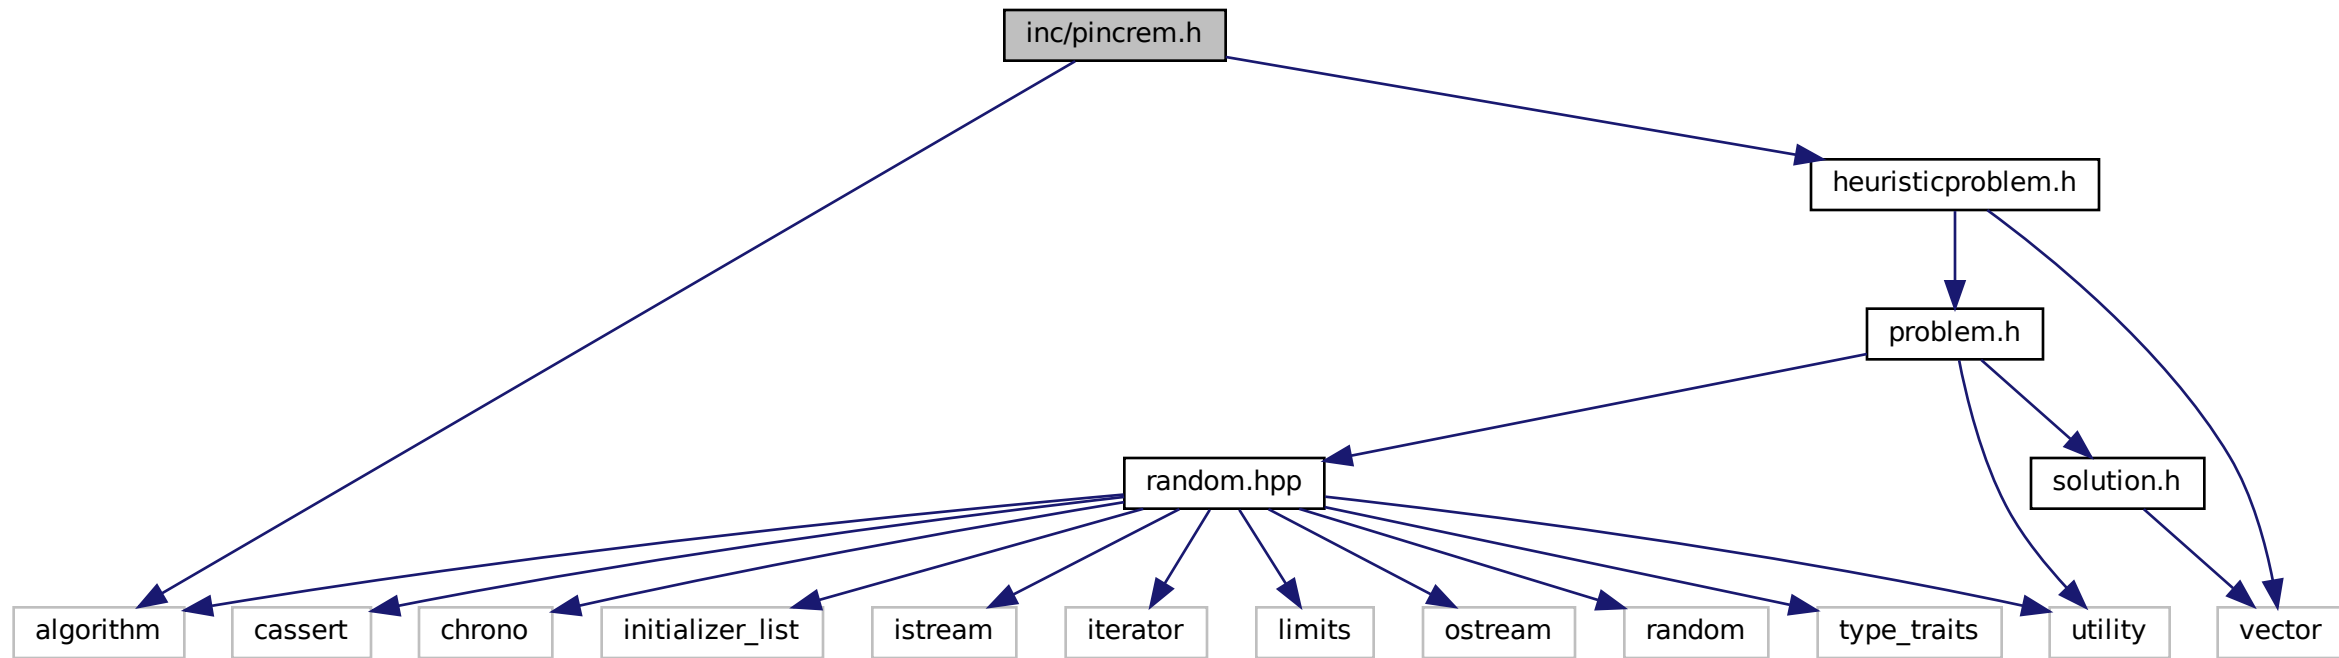 inc/pincrem.h
heuristicproblem.h
problem.h
random.hpp
solution.h
algorithm
cassert
chrono
initializer_list
istream
iterator
limits
ostream
random
type_traits
utility
vector